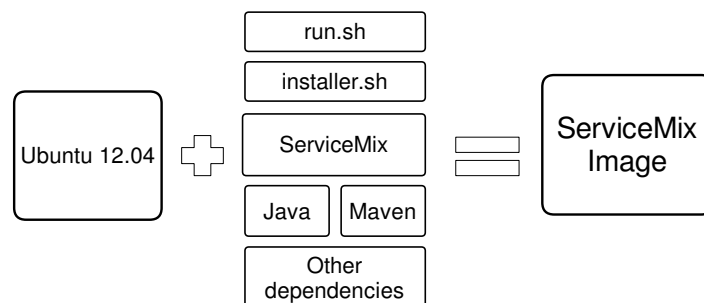 run.sh
installer.sh
Ubuntu 12.04
ServiceMix
Java
Maven
Other
dependencies
ServiceMix
Image